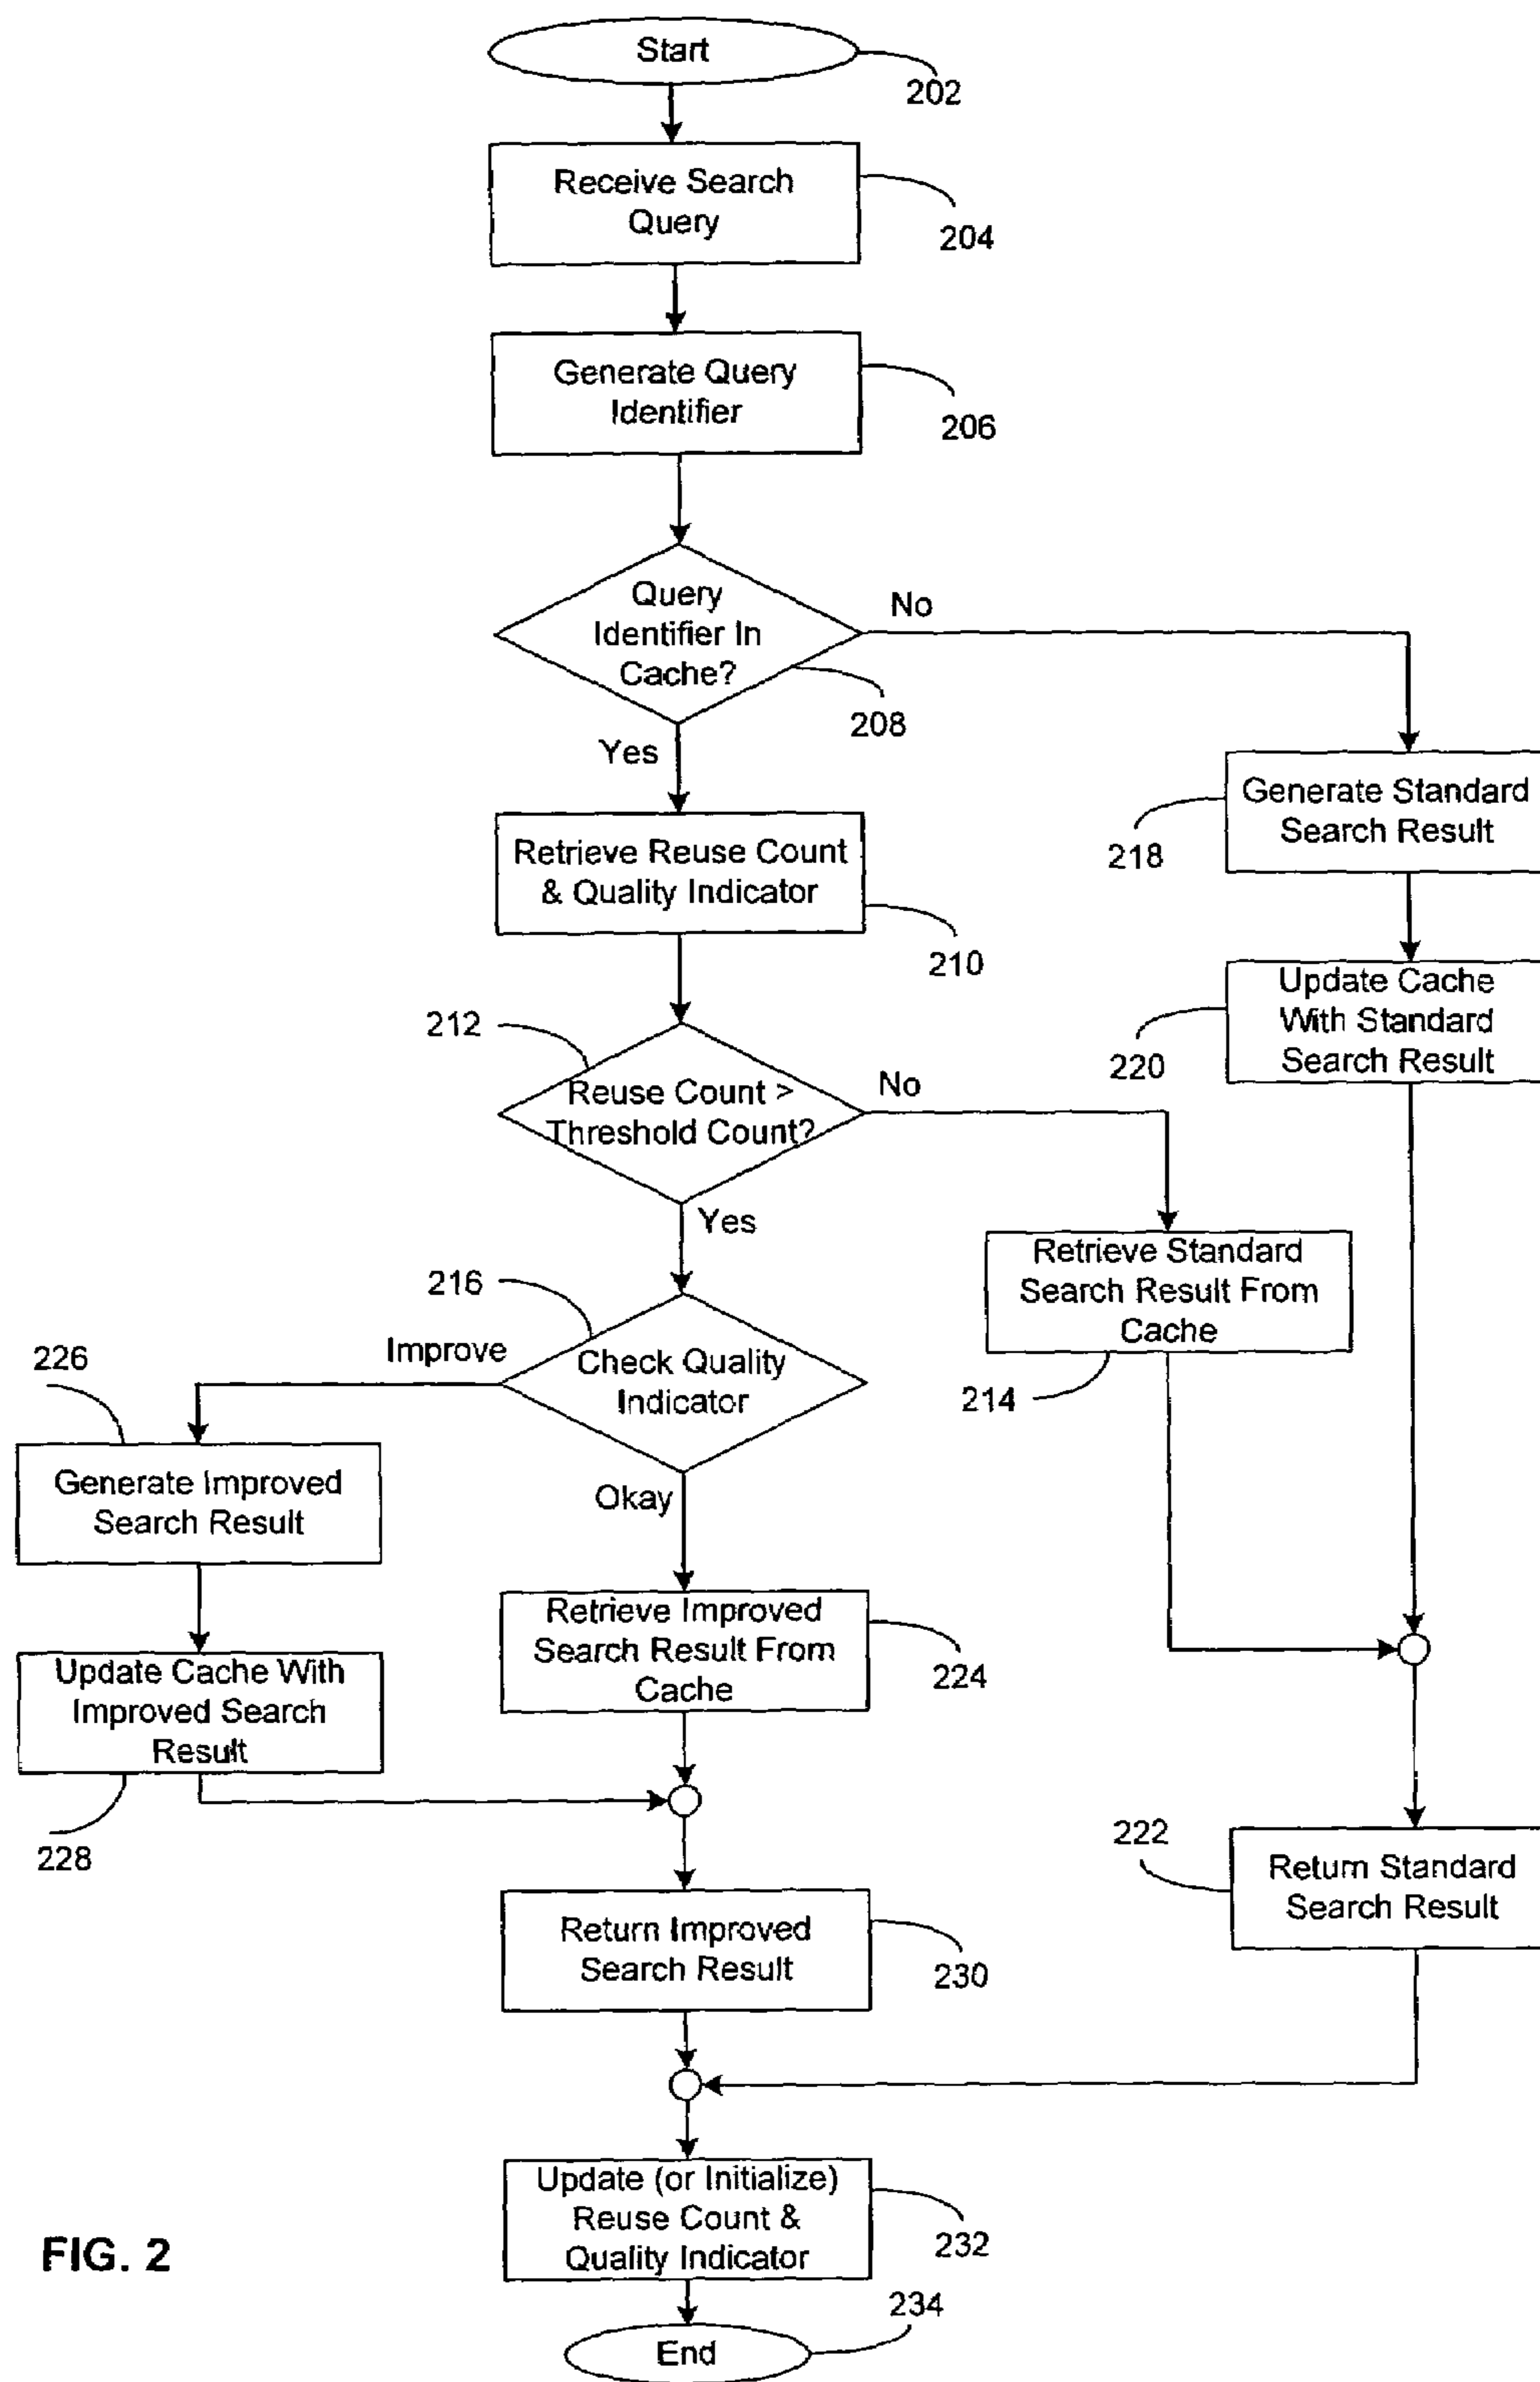 Start
202
Receive Search
Query
204
Generate Query
Identifier
206
Query
Identifier In
Cache?
No
208
Yes
Generate Standard
Search Result
218
Retrieve Reuse Count
& Quality Indicator
210
Update Cache
With Standard
Search Result
220
212
Reuse Count >
Threshold Count?
No
Yes
Retrieve Standard
Search Result From
Cache
214
216
Check Quality
Indicator
Improve
226
Generate Improved
Search Result
Okay
Retrieve Improved
Search Result From
Cache
224
Update Cache With
Improved Search
Result
228
222
Return Standard
Search Result
Return Improved
Search Result
230
Update (or Initialize)
Reuse Count &
Quality Indicator
232
FIG. 2
234
End